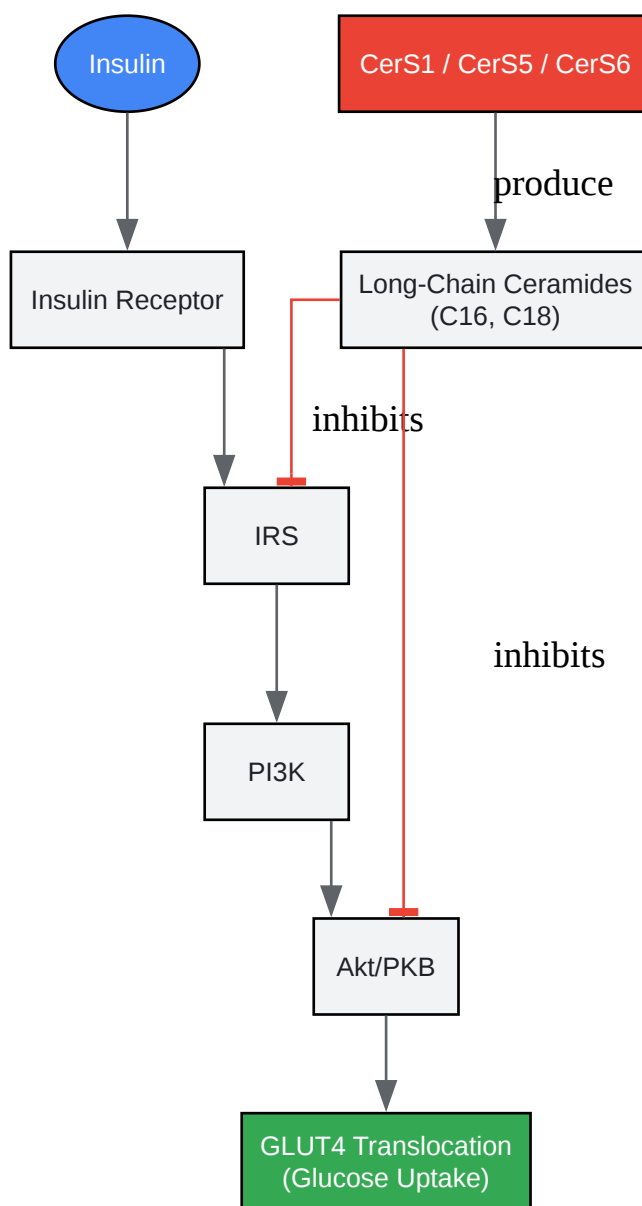 Insulin
CerS1 / CerS5 / CerS6
produce
Insulin Receptor
Long-Chain Ceramides
(C16, C18)
inhibits
IRS
inhibits
PI3K
Akt/PKB
GLUT4 Translocation
(Glucose Uptake)